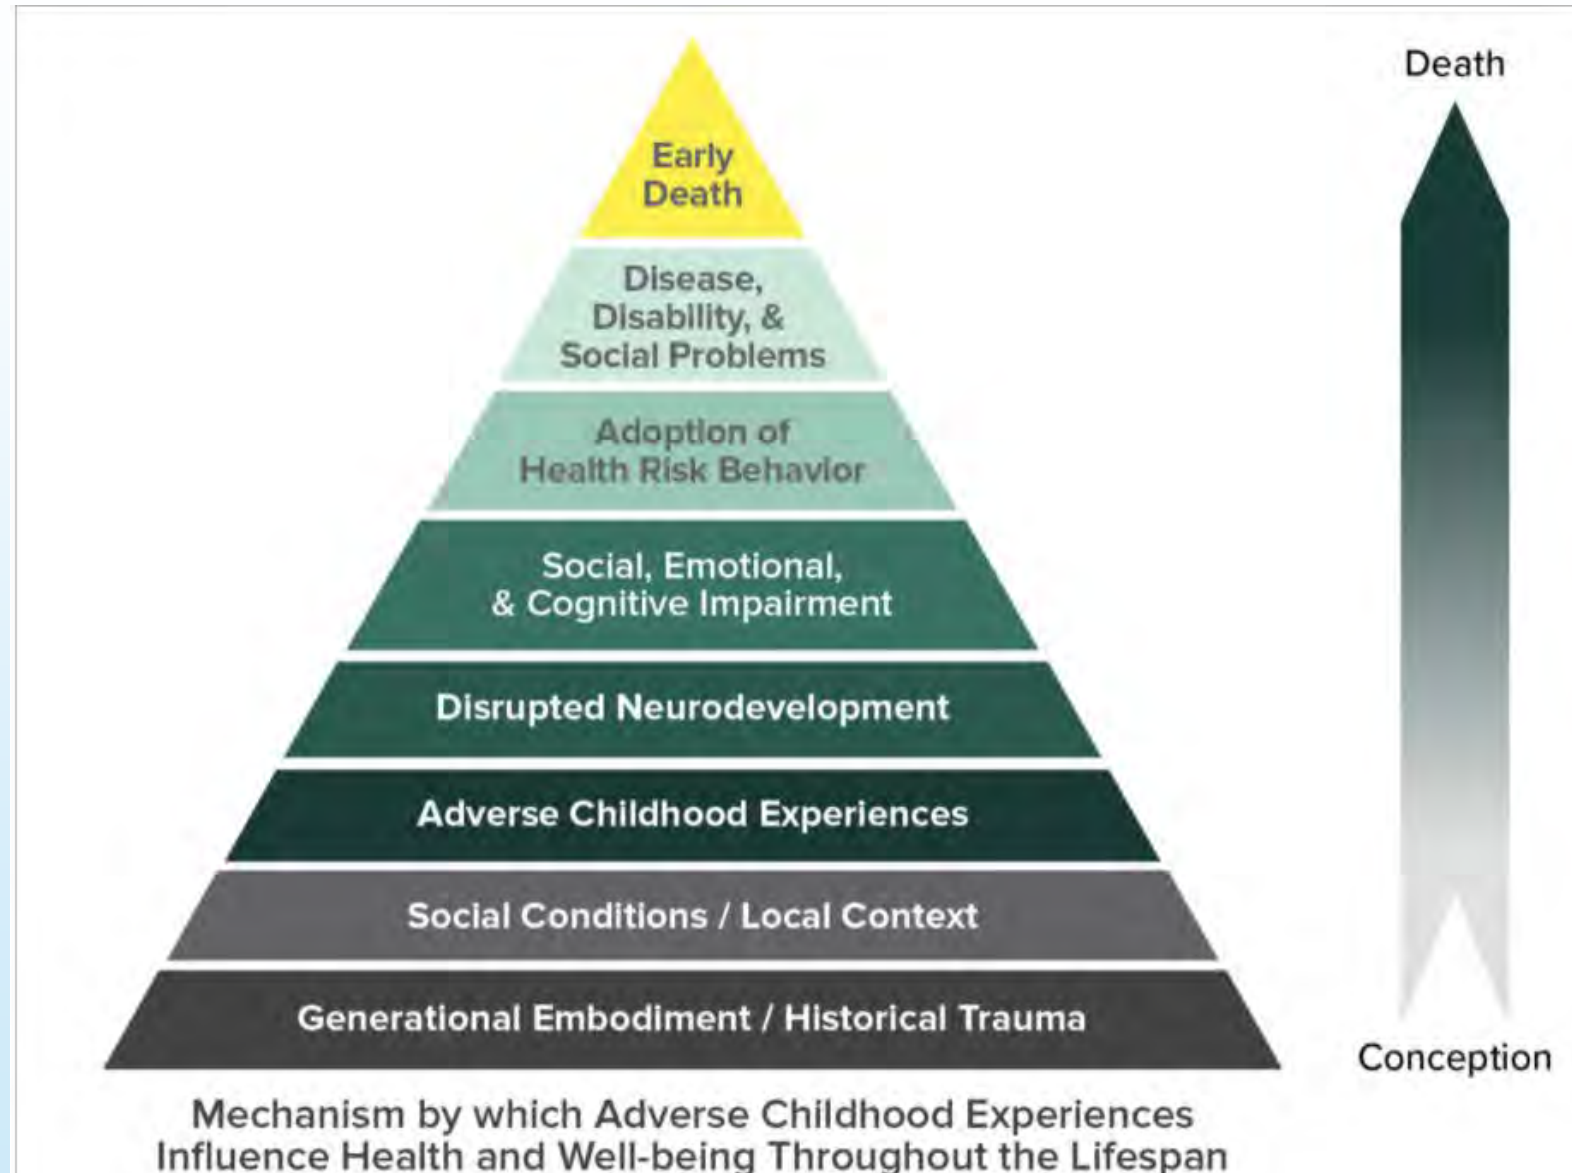 Death
Early
Death
Disease,
Disability, &
Social Problems
Adoption of
Health Risk Behavior
Social, Emotional,
& Cognitive Impairment
Disrupted Neurodevelopment
Adverse Childhood Experiences
Social Conditions / Local Context
Generational Embodiment / Historical Trauma
Conception
Mechanism by which Adverse Childhood Experiences
Influence Health and Well-being Throughout the Lifespan